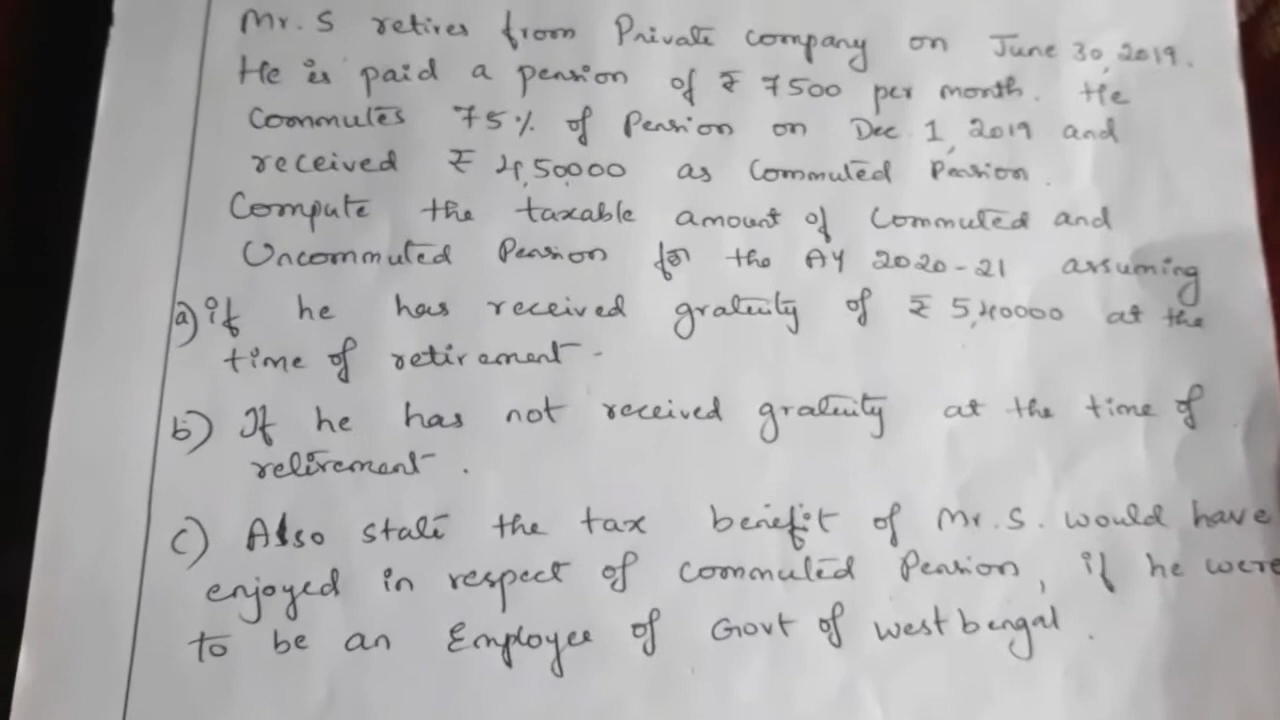 Mr. S retires from Private company on June 30, 2019.
He is paid a pension of ₹ 7500 per month. He
Commutes 75% of Pension on Dec 1, 2019 and
received ₹ 4,50000 as Commuted Pension.
Compute the taxable amount of Commuted and
Uncommuted Pension for the AY 2020-21 assuming
a) if he has received gratuity of ₹ 5,40000 at the
time of retirement.
b) If he has not received gratuity at the time of
retirement.
c) Also state the tax benefit of Mr. S. would have
enjoyed in respect of commuted Pension, if he were
to be an Employee of Govt of west bengal.